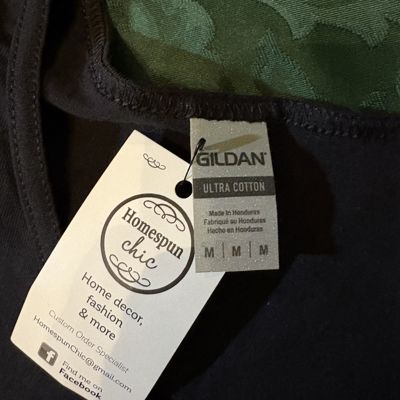 GILDAN
ULTRA COTTON
Made In Honduras
Fabriqué au Honduras
Hecho en Honduras
M | M | M
Homespun
chic
Home decor,
fashion
& more
Custom Order Specialist
HomespunChic@gmail.com
f Find me on
Facebook